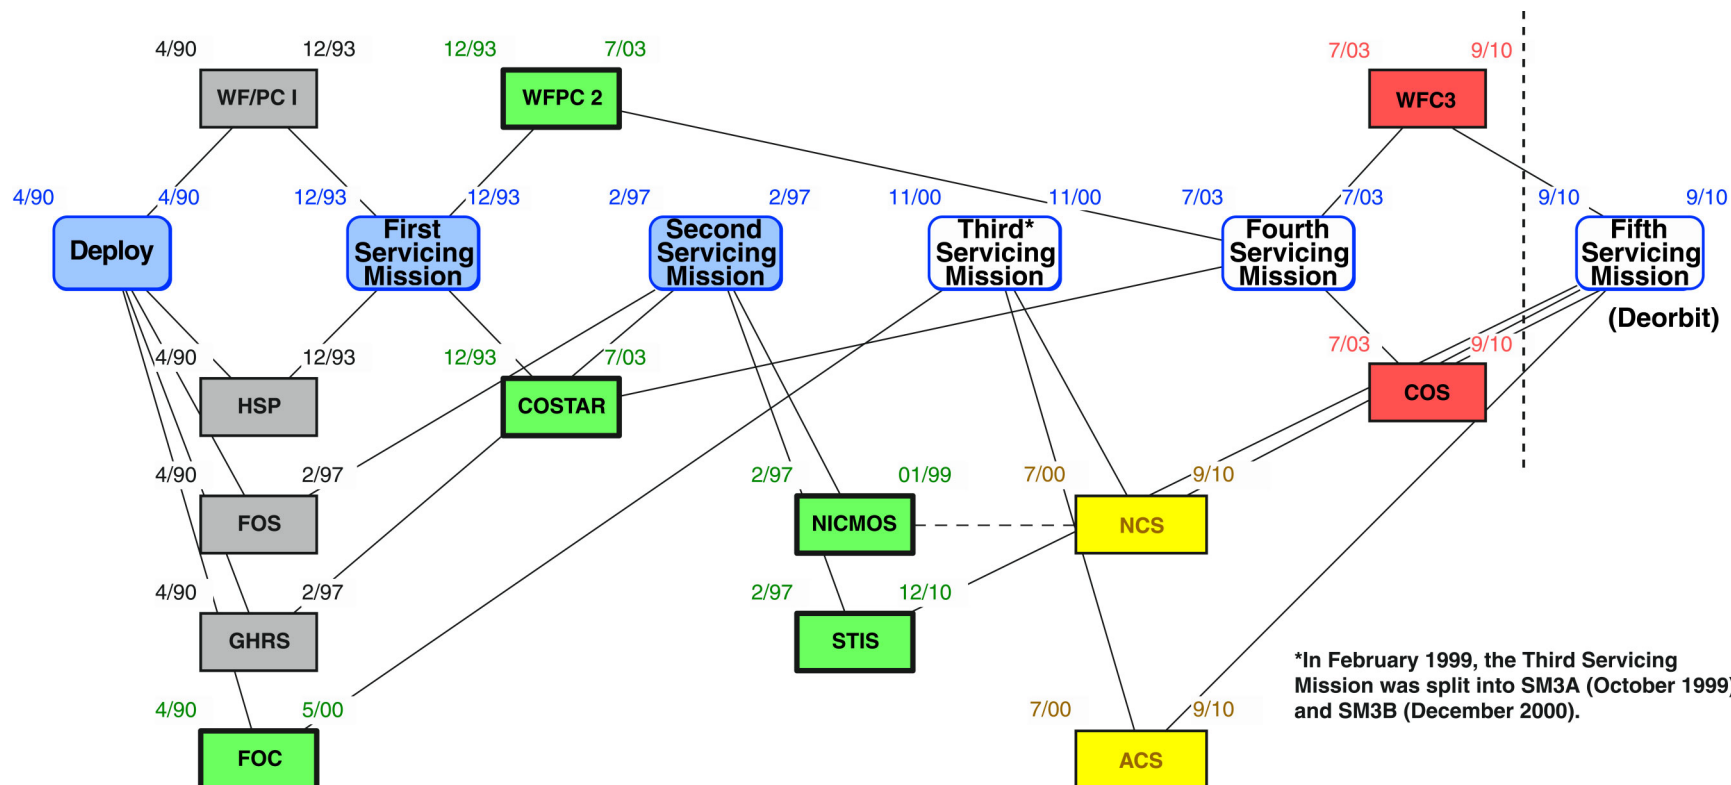 4/90 12/93 12/93 7/03 7/03 9/10
WF/PC I WFPC 2 WFC3
4/90 4/90 12/93 12/93 2/97 2/97 11/00 11/00 7/03 7/03 9/10 9/10
Deploy
First
Servicing
Mission
Second
Servicing
Mission
Third*
Servicing
Mission
Fourth
Servicing
Mission
Fifth
Servicing
Mission
(Deorbit)
4/90 12/93 12/93 7/03 7/03 9/10
HSP COSTAR COS
4/90 2/97 2/97 01/99 7/00 9/10
FOS NICMOS NCS
4/90 2/97 2/97 12/10
GHRS STIS
*In February 1999, the Third Servicing
Mission was split into SM3A (October 1999)
and SM3B (December 2000).
4/90 5/00 7/00 9/10
FOC ACS